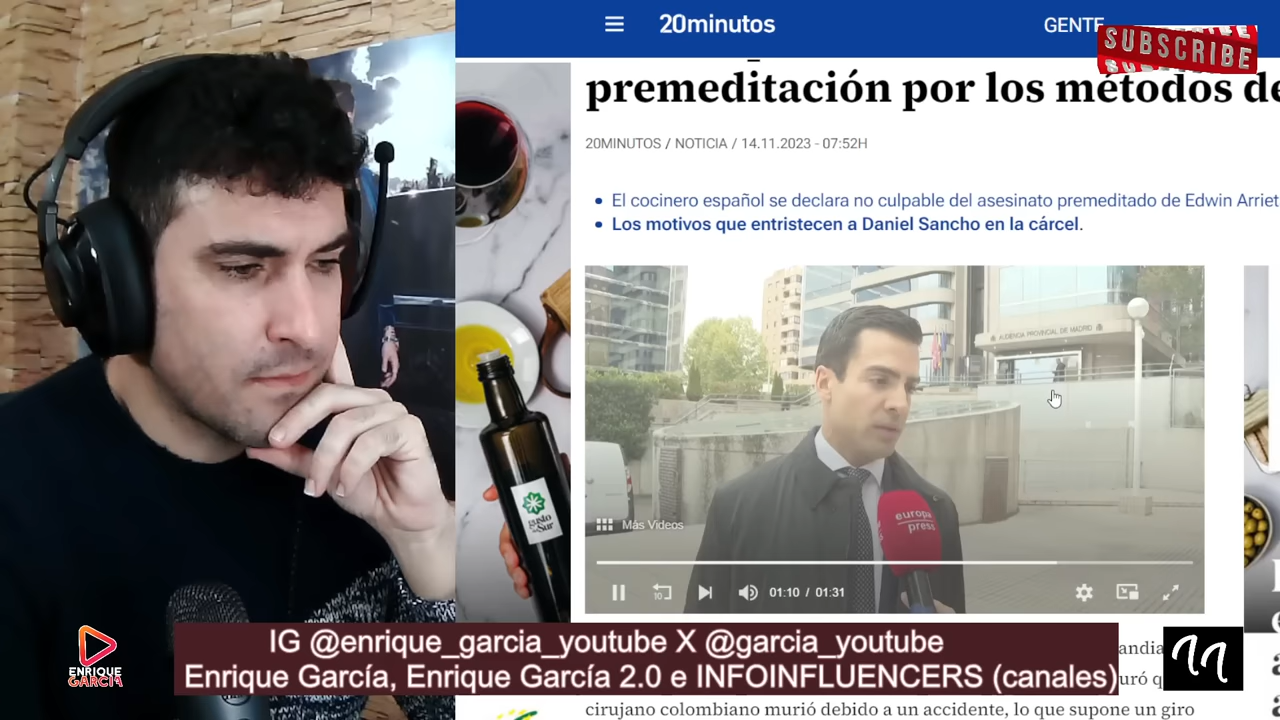 20minutos
GENTE
SUBSCRIBE
premeditación por los métodos de
20MINUTOS / NOTICIA / 14.11.2023 - 07:52H
El cocinero español se declara no culpable del asesinato premeditado de Edwin Arriet
Los motivos que entristecen a Daniel Sancho en la cárcel.
AUDIENCIA PROVINCIAL DE MADRID
europa
press
gusto
del Sur
Más Videos
10
01:10 / 01:31
IG @enrique_garcia_youtube X @garcia_youtube
Enrique García, Enrique García 2.0 e INFOINFLUENCERS (canales)
ENRIQUE
GARCÍA
andia
uró q
cirujano colombiano murió debido a un accidente, lo que supone un giro